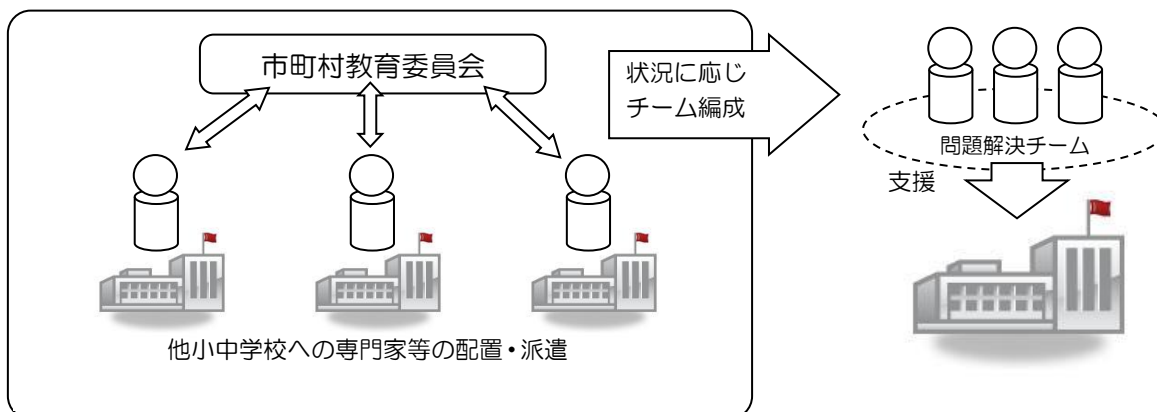 市町村教育委員会
状況に応じ
チーム編成
問題解決チーム
支援
他小中学校への専門家等の配置・派遣